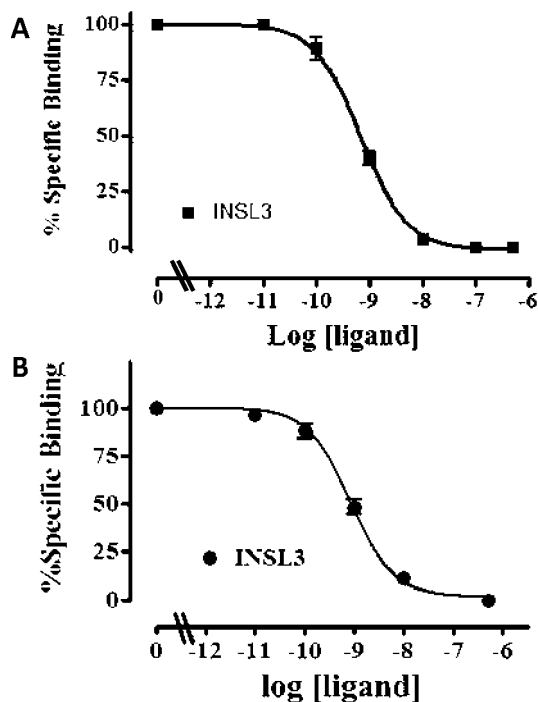 A
% Specific Binding
100
75
50
25
0
INSL3
0 -12 -11 -10 -9 -8 -7 -6
Log [ligand]
B
%Specific Binding
100
75
50
25
0
INSL3
0 -12 -11 -10 -9 -8 -7 -6
log [ligand]